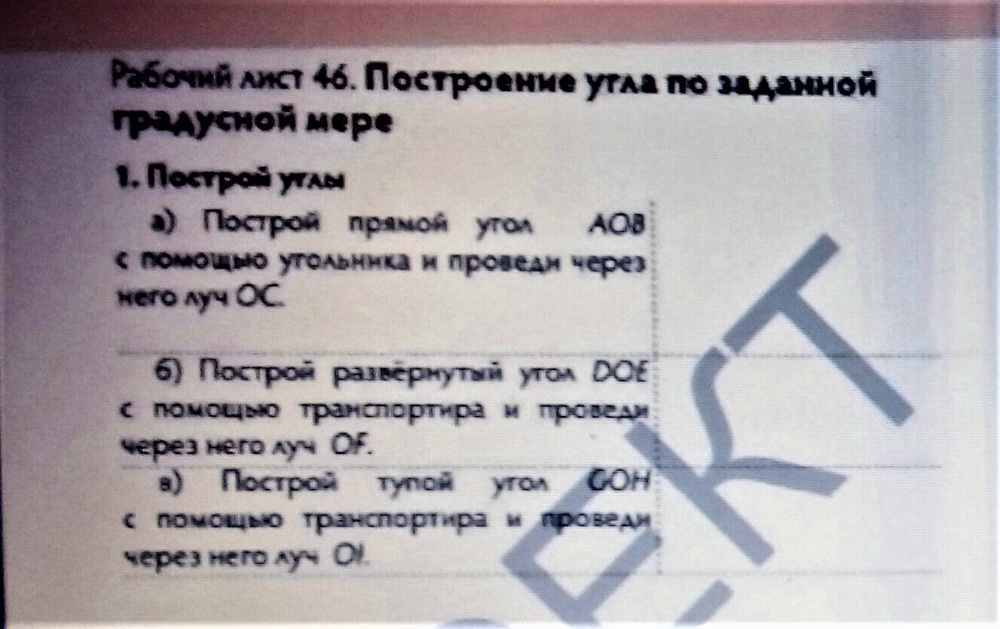 Рабочий лист 46. Построение угла по заданной
градусной мере
1. Построй углы
а) Построй прямой угол AOB
с помощью угольника и проведи через
него луч OC.
б) Построй развёрнутый угол DOE
с помощью транспортира и проведи
через него луч OF.
в) Построй тупой угол GOH
с помощью транспортира и проведи
через него луч OI.
ЕКТ